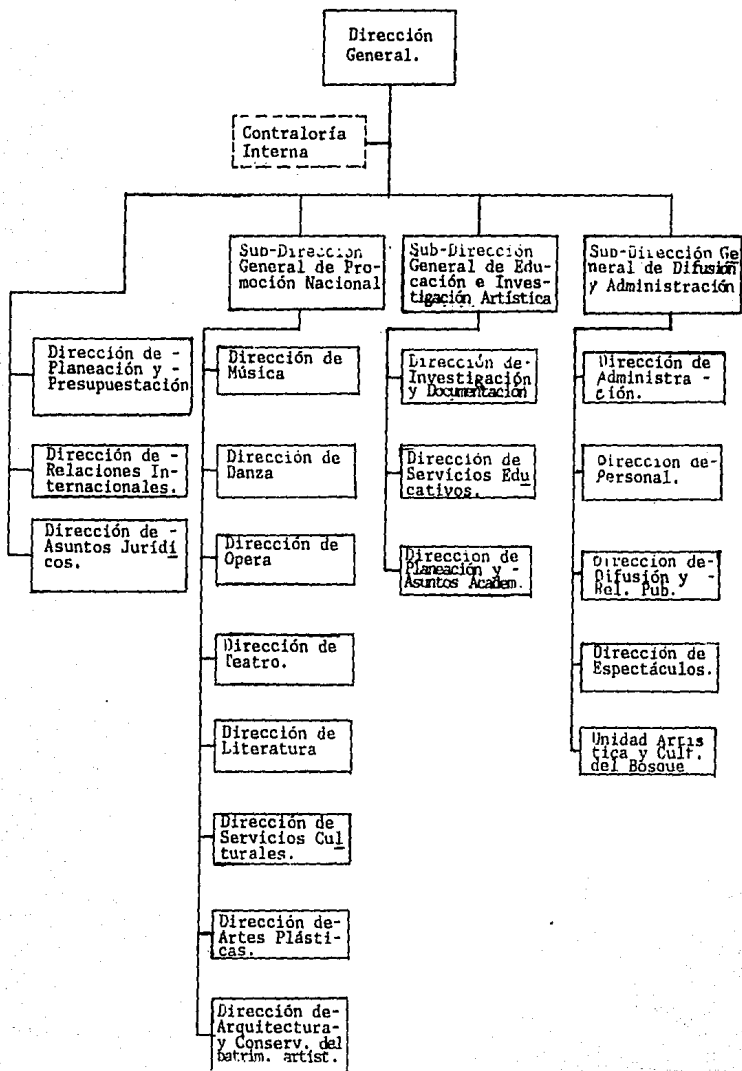 Dirección
General.
Contraloría
Interna
Sub-Dirección
General de Pro-
moción Nacional
Sub-Dirección
General de Edu-
cación e Inves-
tigación Artística
Sub-Dirección Ge
neral de Difusión
y Administración
Dirección de -
Planeación y -
Presupuestación
Dirección de -
Relaciones In-
ternacionales.
Dirección de -
Asuntos Jurídi
cos.
Dirección de
Música
Dirección de
Danza
Dirección de
Opera
Dirección de
Teatro.
Dirección de
Literatura
Dirección de
Servicios Cul
turales.
Dirección de-
Artes Plásti-
cas.
Dirección de-
Arquitectura-
y Conserv. del
patrim. artíst.
Dirección de-
Investigación
y Documentación
Dirección de
Servicios Edu
cativos.
Direccion de
Planeación y -
Asuntos Academ.
Dirección de
Administra -
ción.
Direccion de-
Personal.
Direccion de-
Difusión y -
Rel. Pub.
Dirección de
Espectáculos.
Unidad Artis
tica y Cult.
del Bosque